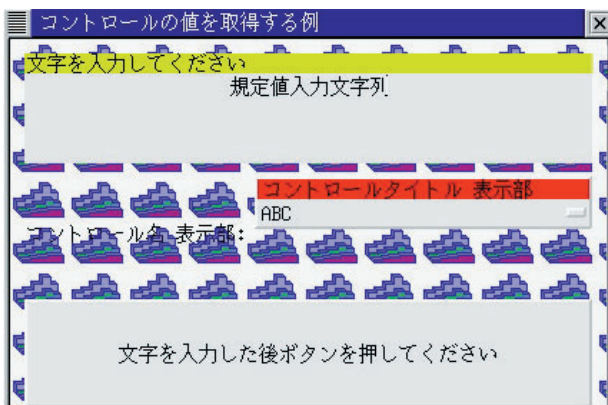 コントロールの値を取得する例
文字を入力してください
規定値入力文字列
コントロールタイトル 表示部
ABC
コントロール名 表示部:
文字を入力した後ボタンを押してください